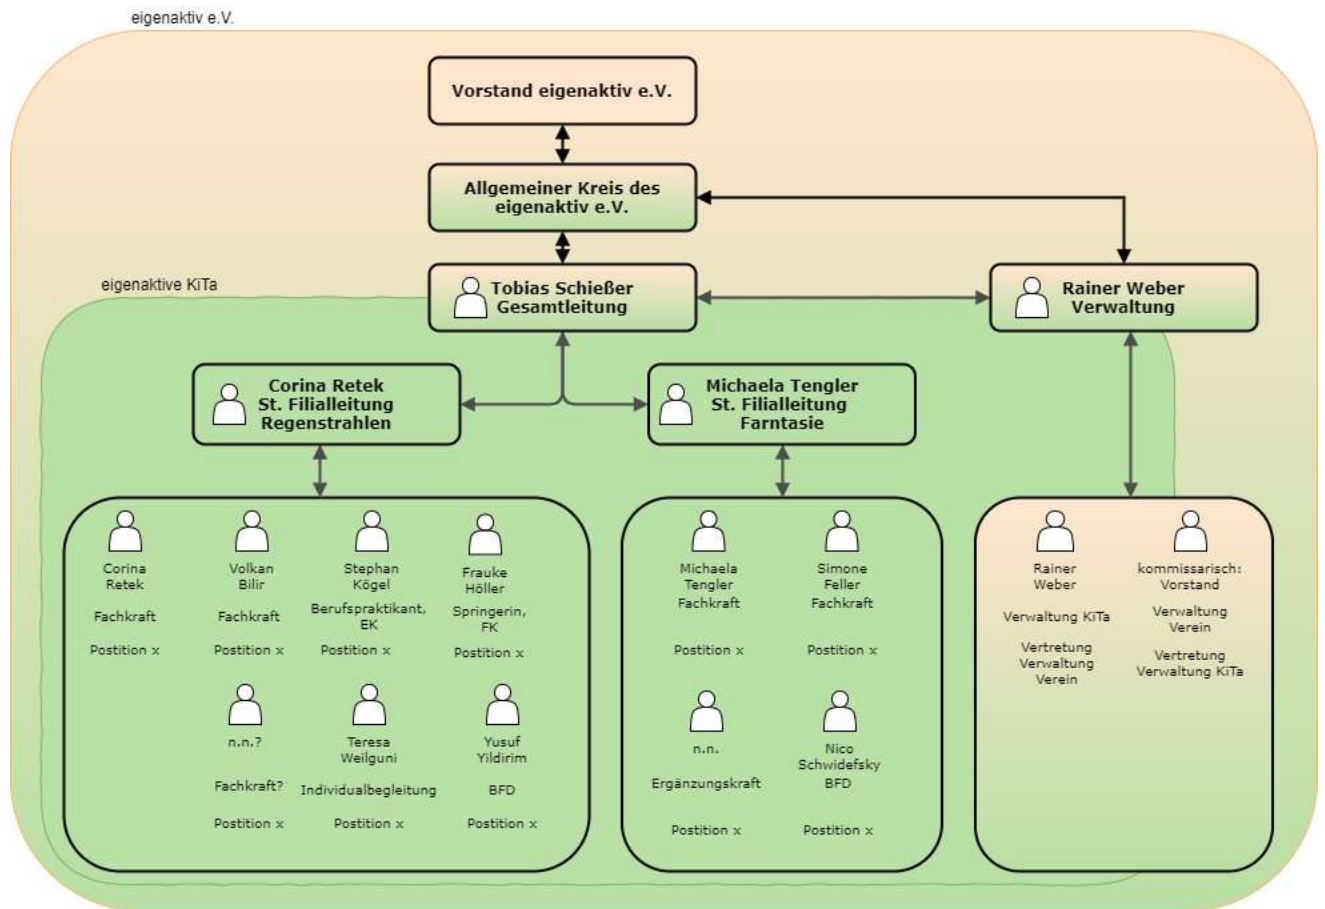 eigenaktiv e.V.
Vorstand eigenaktiv e.V.
Allgemeiner Kreis des
eigenaktiv e.V.
eigenaktive KiTa
Tobias Schießer
Gesamtleitung
Rainer Weber
Verwaltung
Corina Retek
St. Filialleitung
Regenstrahlen
Michaela Tengler
St. Filialleitung
Farntasie
Corina
Retek
Fachkraft
Postition x
Volkan
Bilir
Fachkraft
Postition x
Stephan
Kögel
Berufspraktikant,
EK
Postition x
Frauke
Höller
Springerin,
FK
Postition x
n.n.?
Fachkraft?
Postition x
Teresa
Weilguni
Individualbegleitung
Postition x
Yusuf
Yildirim
BFD
Postition x
Michaela
Tengler
Fachkraft
Postition x
Simone
Feller
Fachkraft
Postition x
n.n.
Ergänzungskraft
Postition x
Nico
Schwidefsky
BFD
Postition x
Rainer
Weber
Verwaltung KiTa
Vertretung
Verwaltung
Verein
kommissarisch:
Vorstand
Verwaltung
Verein
Vertretung
Verwaltung KiTa